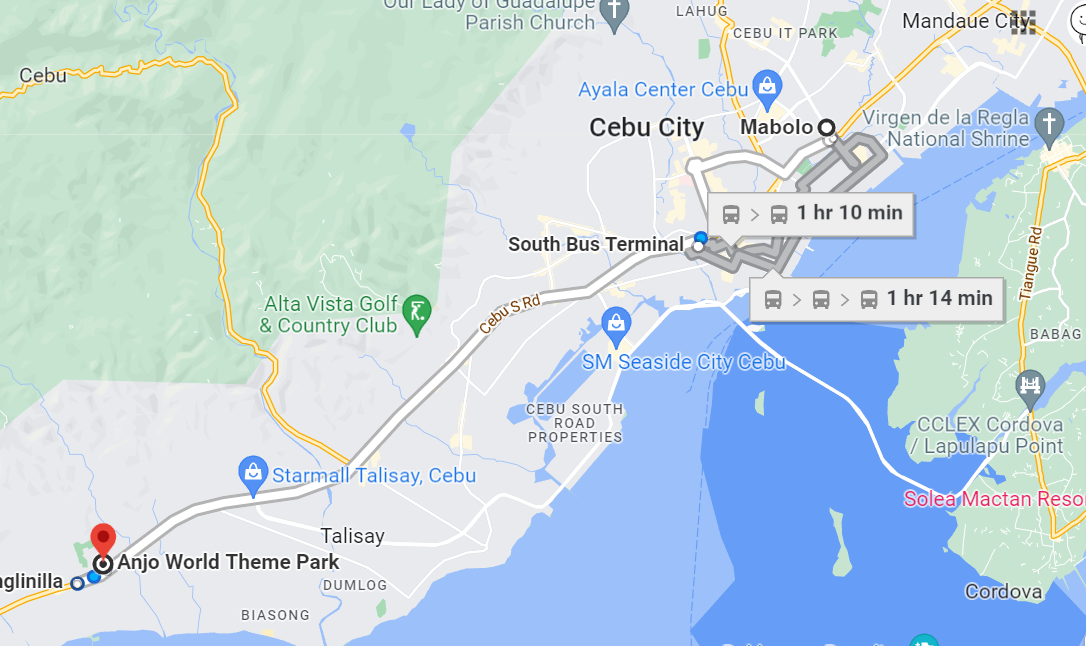 Our Lady of Guadalupe
Parish Church
LAHUG
Mandaue City
CEBU IT PARK
Cebu
Ayala Center Cebu
Cebu City
Mabolo
Virgen de la Regla
National Shrine
1 hr 10 min
South Bus Terminal
Tiangue Rd
1 hr 14 min
Alta Vista Golf
& Country Club
Cebu S Rd
BABAG
SM Seaside City Cebu
CEBU SOUTH
ROAD
PROPERTIES
CCLEX Cordova
/ Lapulapu Point
Starmall Talisay, Cebu
Solea Mactan Resor
Talisay
Anjo World Theme Park
nglinilla
DUMLOG
Cordova
BIASONG